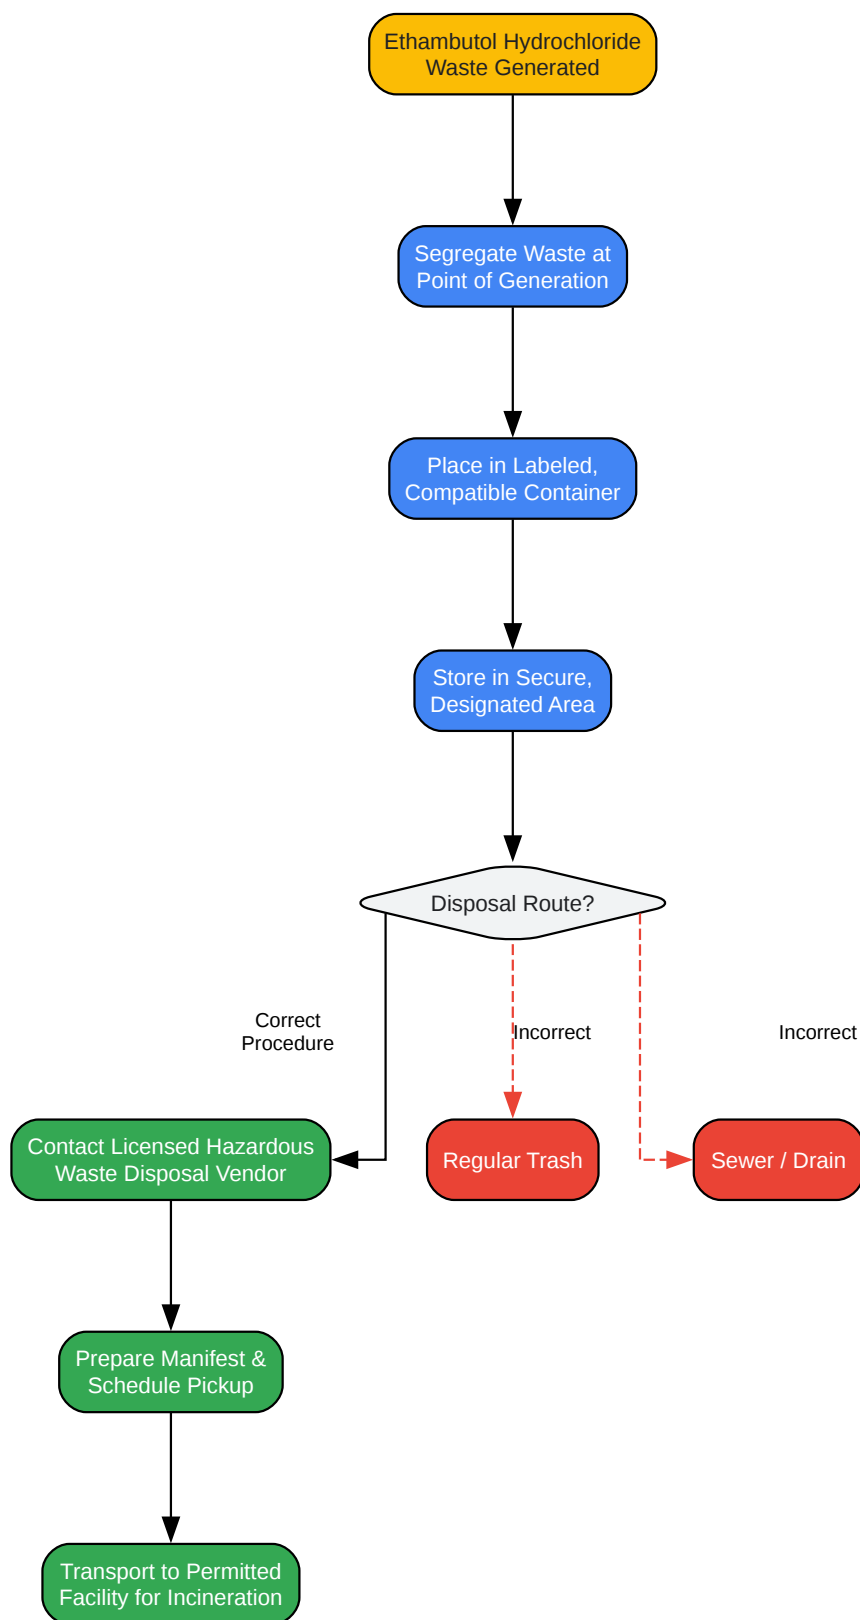 Ethambutol Hydrochloride
Waste Generated
Segregate Waste at
Point of Generation
Place in Labeled,
Compatible Container
Store in Secure,
Designated Area
Disposal Route?
Correct
Procedure
Incorrect
Incorrect
Contact Licensed Hazardous
Waste Disposal Vendor
Regular Trash
Sewer / Drain
Prepare Manifest &
Schedule Pickup
Transport to Permitted
Facility for Incineration